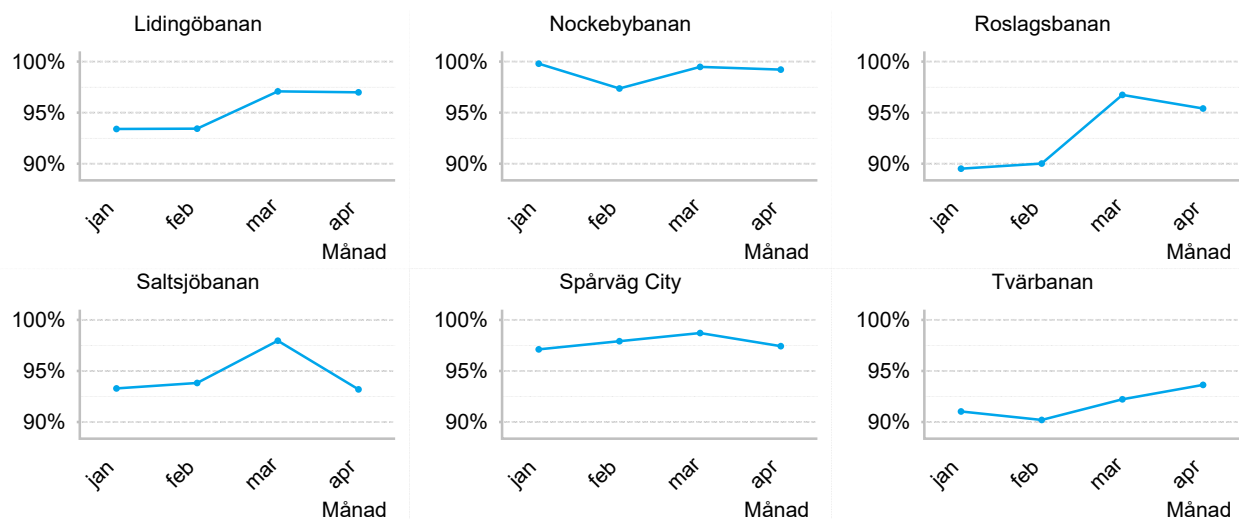 Lidingöbanan
100%
95%
90%
jan feb mar apr
Månad
Nockebybanan
100%
95%
90%
jan feb mar apr
Månad
Roslagsbanan
100%
95%
90%
jan feb mar apr
Månad
Saltsjöbanan
100%
95%
90%
jan feb mar apr
Månad
Spårväg City
100%
95%
90%
jan feb mar apr
Månad
Tvärbanan
100%
95%
90%
jan feb mar apr
Månad